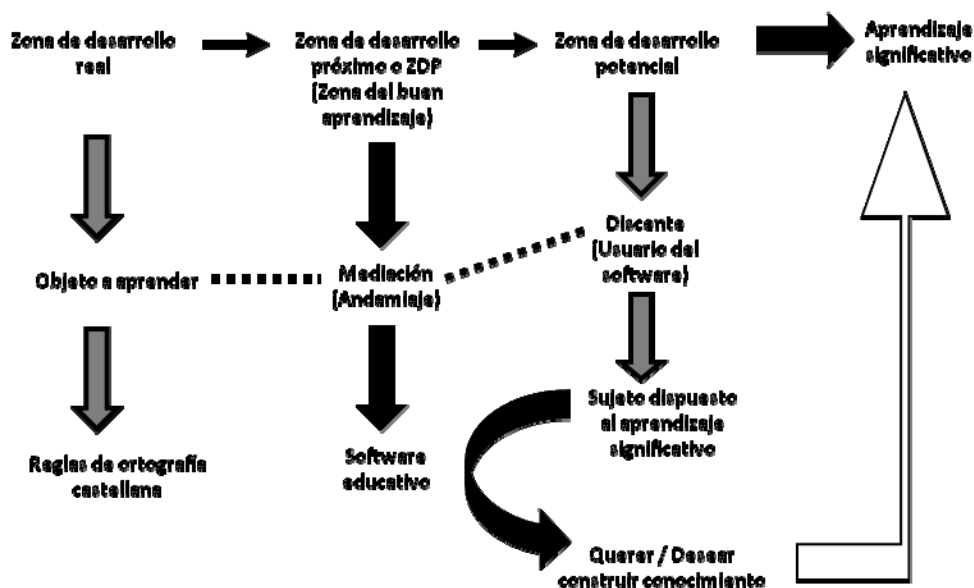 Zona de desarrollo
real
Zona de desarrollo
próximo o ZDP
(Zona del buen
aprendizaje)
Zona de desarrollo
potencial
Aprendizaje
significativo
Objeto a aprender
Mediación
(Andamiaje)
Discente
(Usuario del
software)
Reglas de ortografía
castellana
Software
educativo
Sujeto dispuesto
al aprendizaje
significativo
Querer / Desear
construir conocimiento